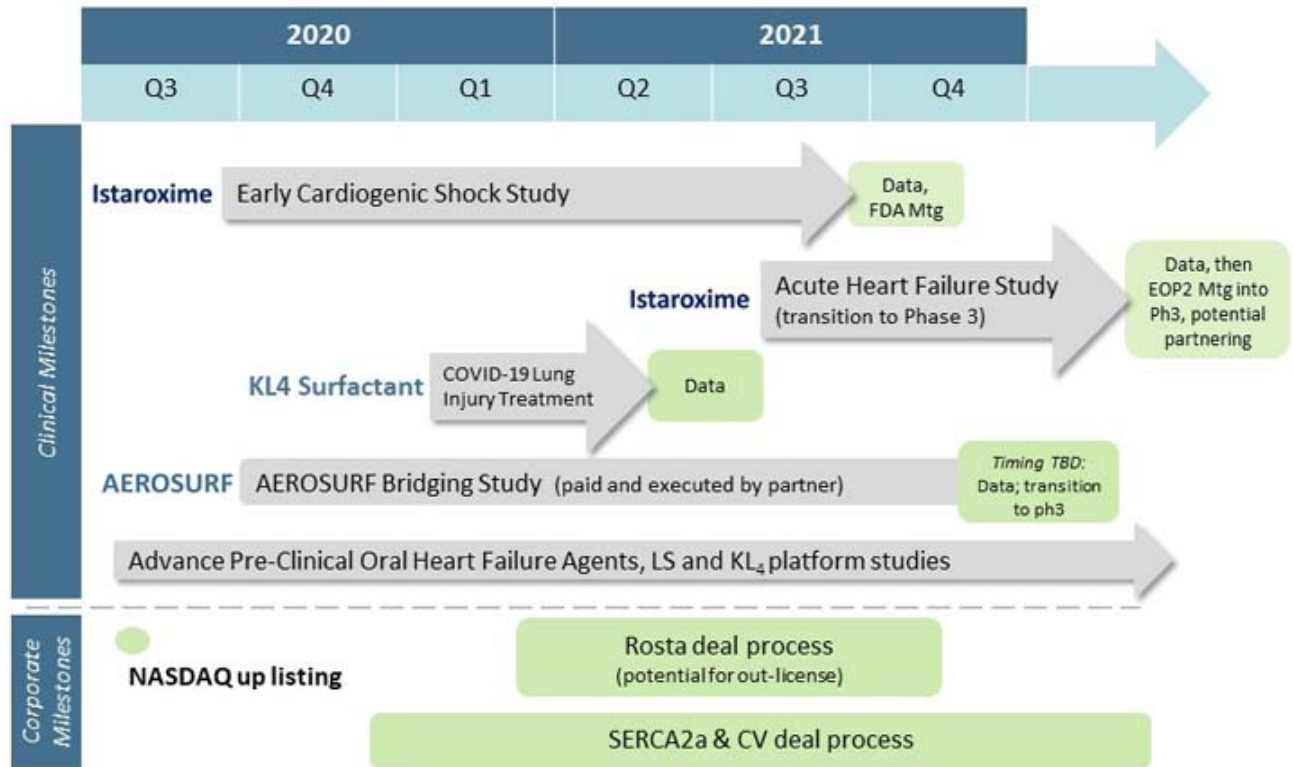 2020
2021
Q3
Q4
Q1
Q2
Q3
Q4
Clinical Milestones
Istaroxime
Early Cardiogenic Shock Study
Data,
FDA Mtg
Istaroxime
Acute Heart Failure Study
(transition to Phase 3)
Data, then
EOP2 Mtg into
Ph3, potential
partnering
KL4 Surfactant
COVID-19 Lung
Injury Treatment
Data
AEROSURF
AEROSURF Bridging Study (paid and executed by partner)
Timing TBD:
Data; transition
to ph3
Advance Pre-Clinical Oral Heart Failure Agents, LS and KL₄ platform studies
Corporate
Milestones
NASDAQ up listing
Rosta deal process
(potential for out-license)
SERCA2a & CV deal process